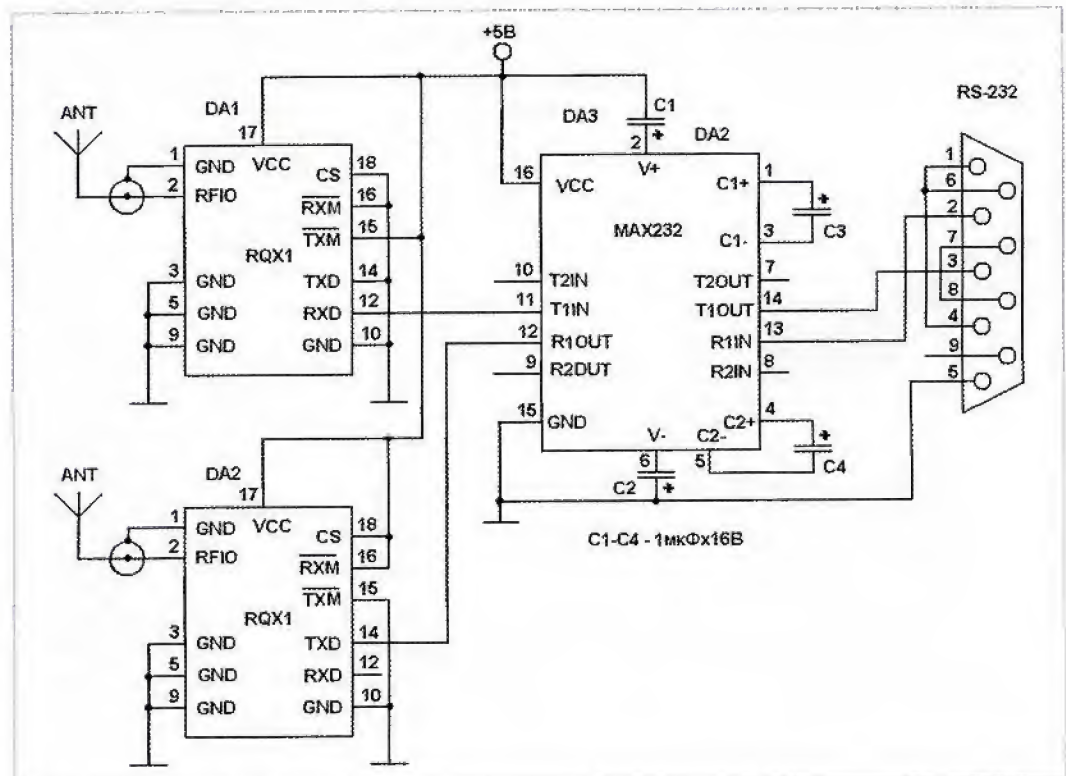 +5В
RS-232
ANT
DA1
17
VCC
1
GND
2
RFIO
3
GND
5
GND
9
GND
RQX1
18
CS
16
RXM
15
TXM
14
TXD
12
RXD
10
GND
DA3
C1
DA2
2
V+
16
VCC
MAX232
1
C1+
3
C1-
C3
10
T2IN
11
T1IN
12
R1OUT
9
R2DUT
15
GND
7
T2OUT
14
T1OUT
13
R1IN
8
R2IN
4
C2+
C2-
5
C4
V-
6
C2
C1-C4 - 1мкФх16В
1
6
2
7
3
8
4
9
5
ANT
DA2
17
VCC
1
GND
2
RFIO
3
GND
5
GND
9
GND
RQX1
18
CS
16
RXM
15
TXM
14
TXD
12
RXD
10
GND